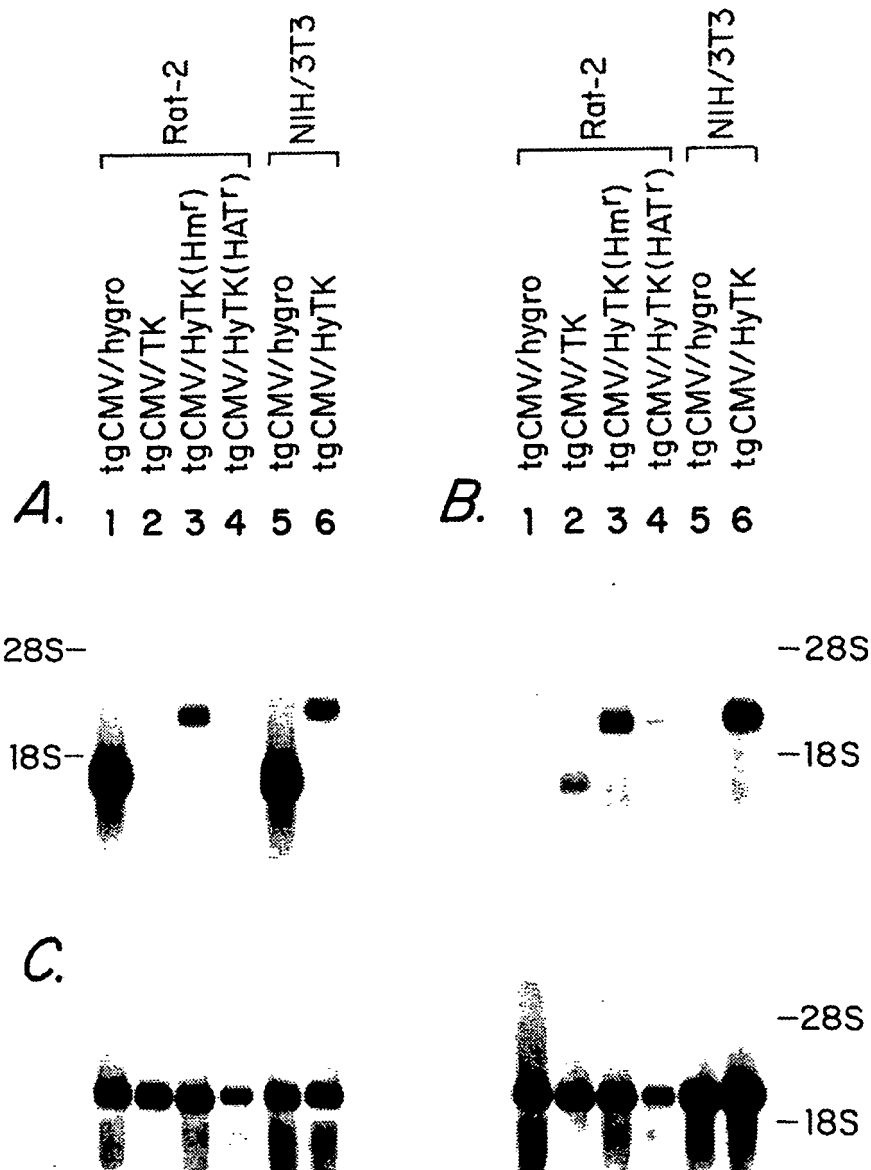 Rat-2
NIH/3T3
tgCMV/hygro
tgCMV/TK
tgCMV/HyTK(Hmʳ)
tgCMV/HyTK(HATʳ)
tgCMV/hygro
tgCMV/HyTK
A. 1 2 3 4 5 6
28S–
18S–
Rat-2
NIH/3T3
tgCMV/hygro
tgCMV/TK
tgCMV/HyTK(Hmʳ)
tgCMV/HyTK(HATʳ)
tgCMV/hygro
tgCMV/HyTK
B. 1 2 3 4 5 6
–28S
–18S
C.
–28S
–18S